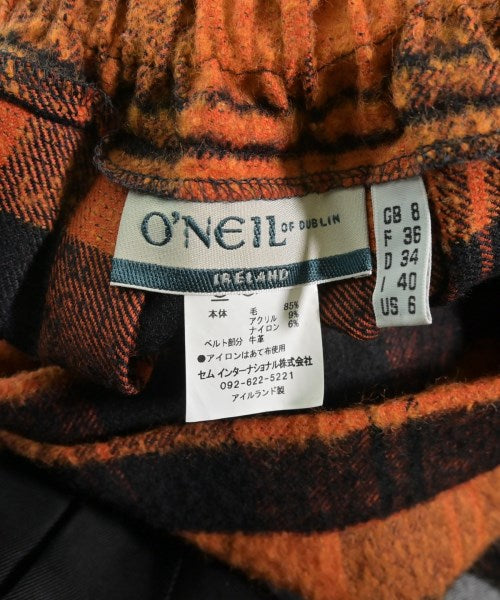 O'NEIL OF DUBLIN
IRELAND
GB 8
F 36
D 34
I 40
US 6
本体 毛 85%
アクリル 9%
ナイロン 6%
ベルト部分 牛革
●アイロンはあて布使用
セム インターナショナル㈱
092-622-5221
アイルランド製